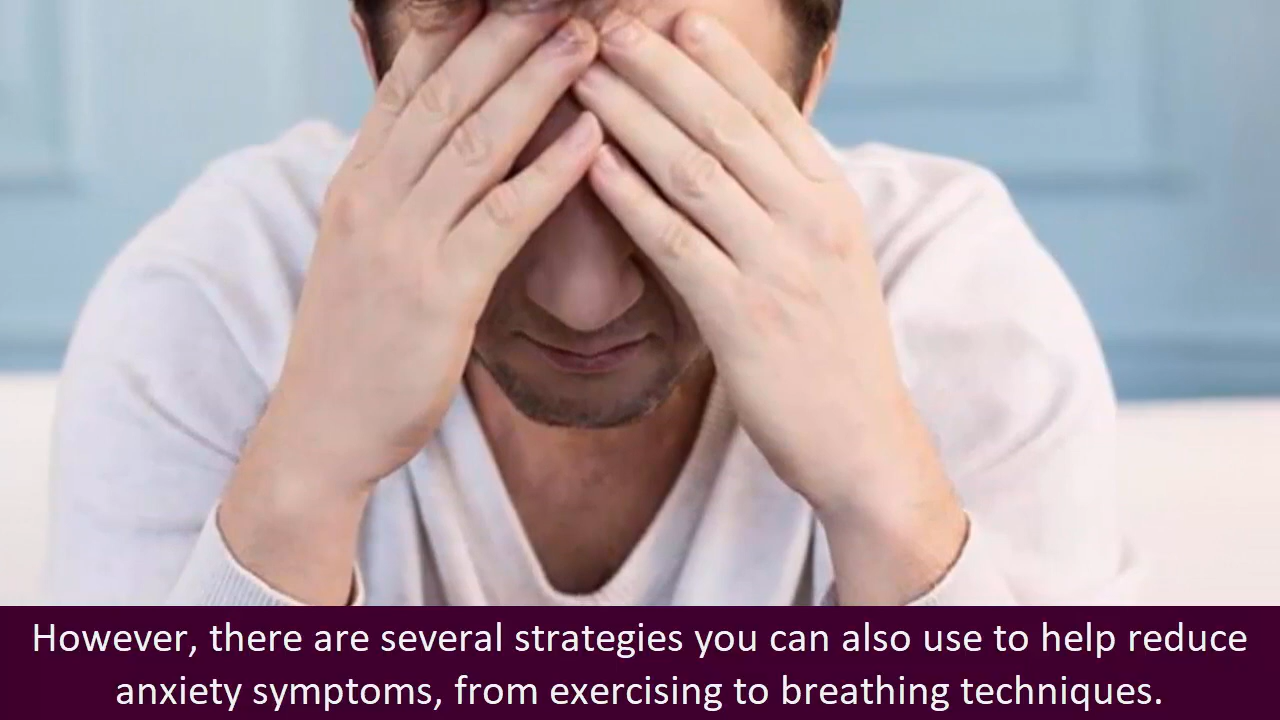 However, there are several strategies you can also use to help reduce
anxiety symptoms, from exercising to breathing techniques.